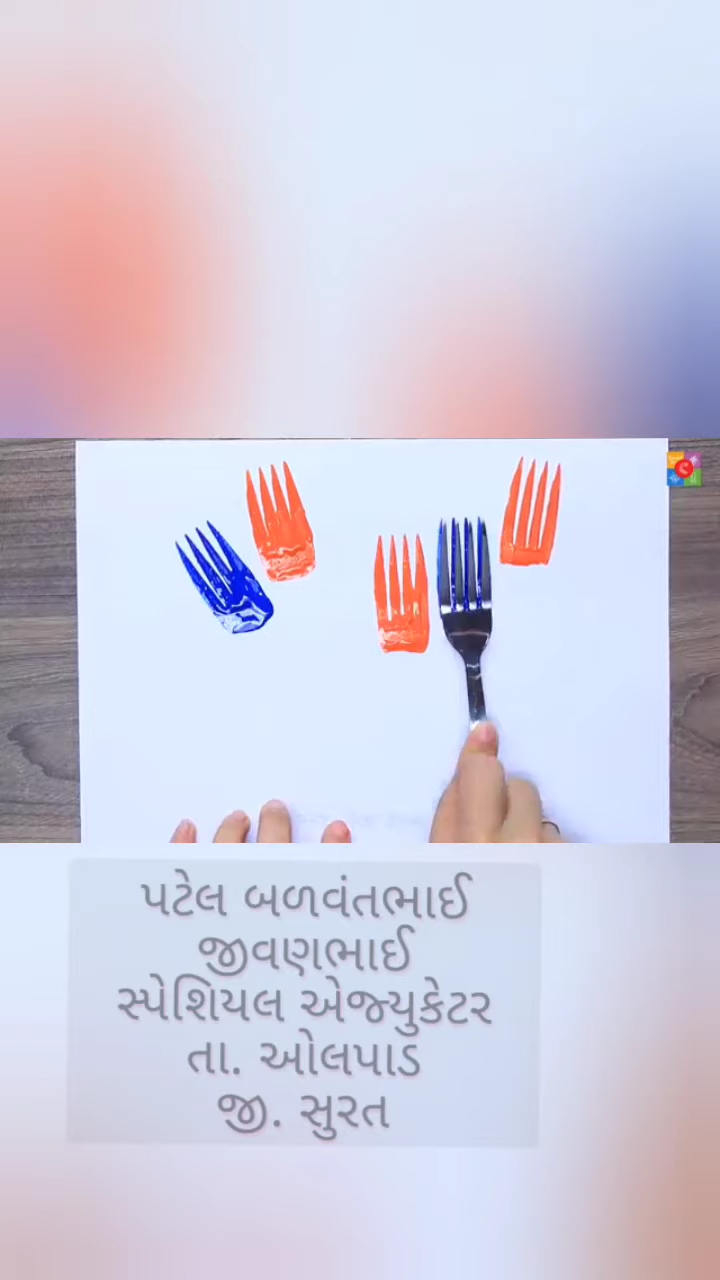 પટેલ બળવંતભાઈ
જીવણભાઈ
સ્પેશિયલ એજ્યુકેટર
તા. ઓલપાડ
જી. સુરત